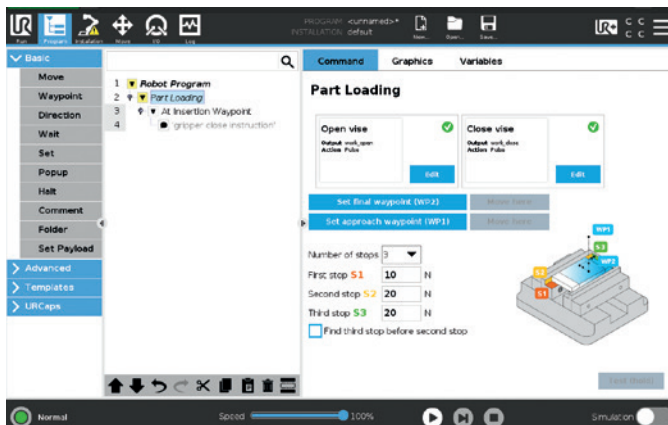 UR
PROGRAM <unnamed>*
INSTALLATION default
UR+
C C
C C
Run Program Installation Move I/O Log New... Open... Save...
Basic
Move
Waypoint
Direction
Wait
Set
Popup
Halt
Comment
Folder
Set Payload
Advanced
Templates
URCaps
1 Robot Program
2 Part Loading
3 At Insertion Waypoint
4 'gripper close instruction'
Command Graphics Variables
Part Loading
Open vise
Output work_open
Action Pulse
Edit
Close vise
Output work_close
Action Pulse
Edit
Set final waypoint (WP2) Move here
Set approach waypoint (WP1) Move here
Number of stops 3
First stop S1 10 N
Second stop S2 20 N
Third stop S3 20 N
Find third stop before second stop
WP1
S3
WP2
S2
S1
Normal
Speed 100%
Simulation